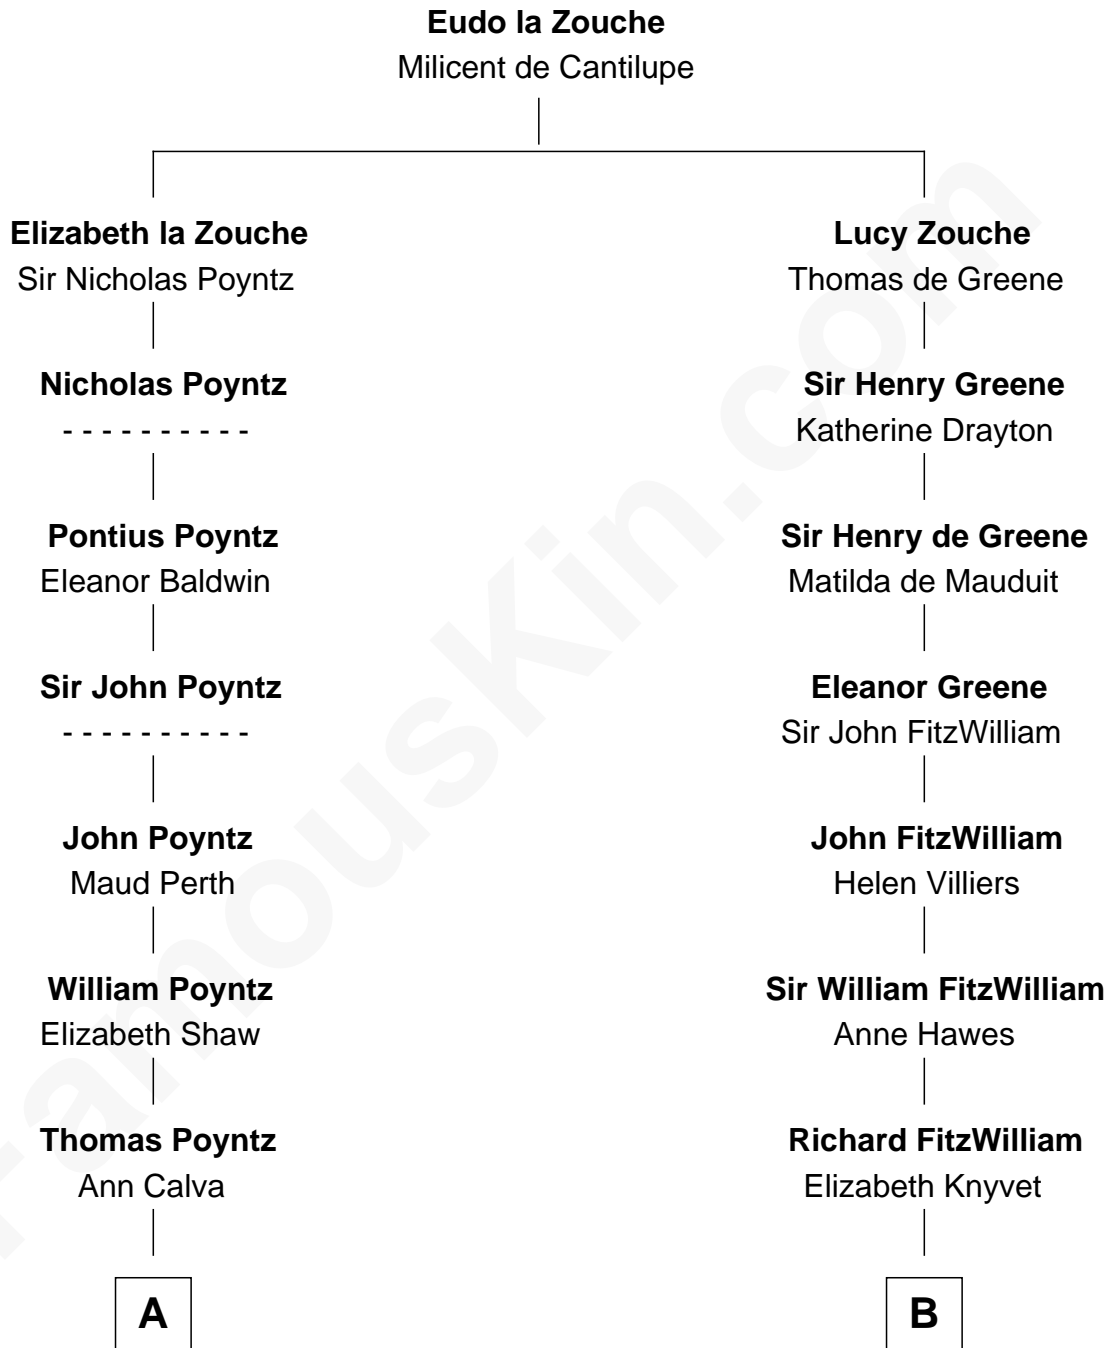 Eudo la Zouche
Milicent de Cantilupe
Elizabeth la Zouche
Sir Nicholas Poyntz
Nicholas Poyntz
- - - - - - - - - -
Pontius Poyntz
Eleanor Baldwin
Sir John Poyntz
- - - - - - - - - -
John Poyntz
Maud Perth
William Poyntz
Elizabeth Shaw
Thomas Poyntz
Ann Calva
A
Lucy Zouche
Thomas de Greene
Sir Henry Greene
Katherine Drayton
Sir Henry de Greene
Matilda de Mauduit
Eleanor Greene
Sir John FitzWilliam
John FitzWilliam
Helen Villiers
Sir William FitzWilliam
Anne Hawes
Richard FitzWilliam
Elizabeth Knyvet
B
FamousKin.com